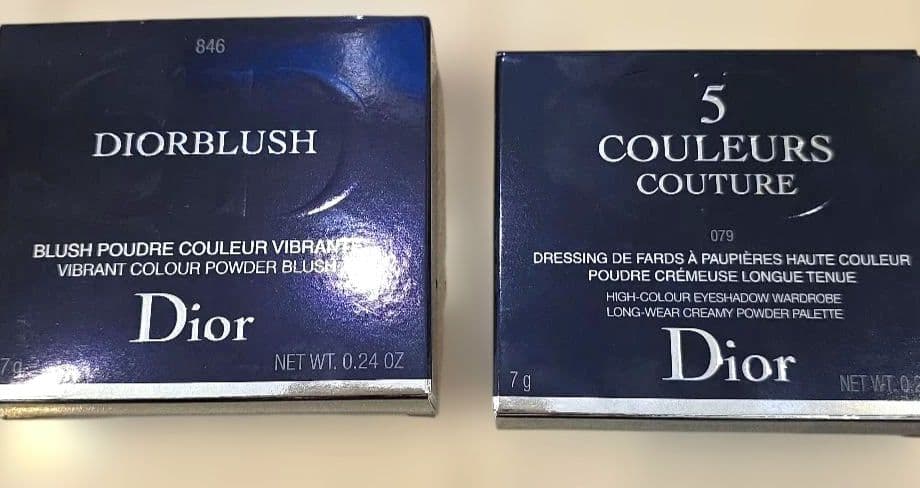 846
DIORBLUSH
BLUSH POUDRE COULEUR VIBRANTE
VIBRANT COLOUR POWDER BLUSH
Dior
7g
NET WT. 0.24 OZ
5
COULEURS
COUTURE
079
DRESSING DE FARDS À PAUPIÈRES HAUTE COULEUR
POUDRE CRÉMEUSE LONGUE TENUE
HIGH-COLOUR EYESHADOW WARDROBE
LONG-WEAR CREAMY POWDER PALETTE
Dior
7 g
NET WT.